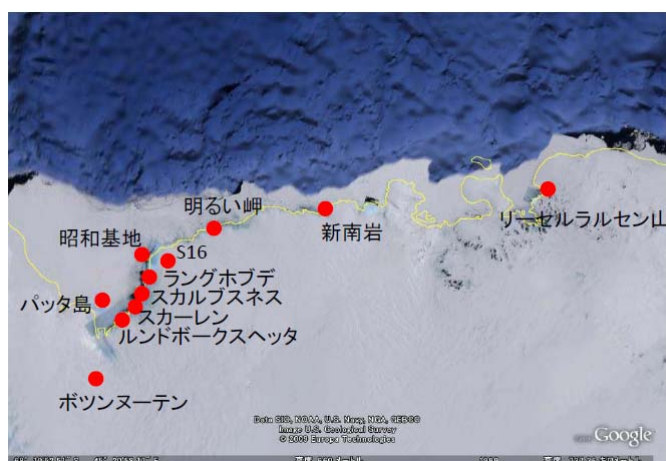 明るい岬
新南岩
リーセルラルセン山
昭和基地
S16
ラングホブデ
スカルブスネス
パッタ島
スカーレン
ルンドボークスヘッタ
ボツンヌーテン
Data SIO, NOAA, U.S. Navy, NGA, GEBCO
Image U.S. Geological Survey
© 2009 Europa Technologies
Google